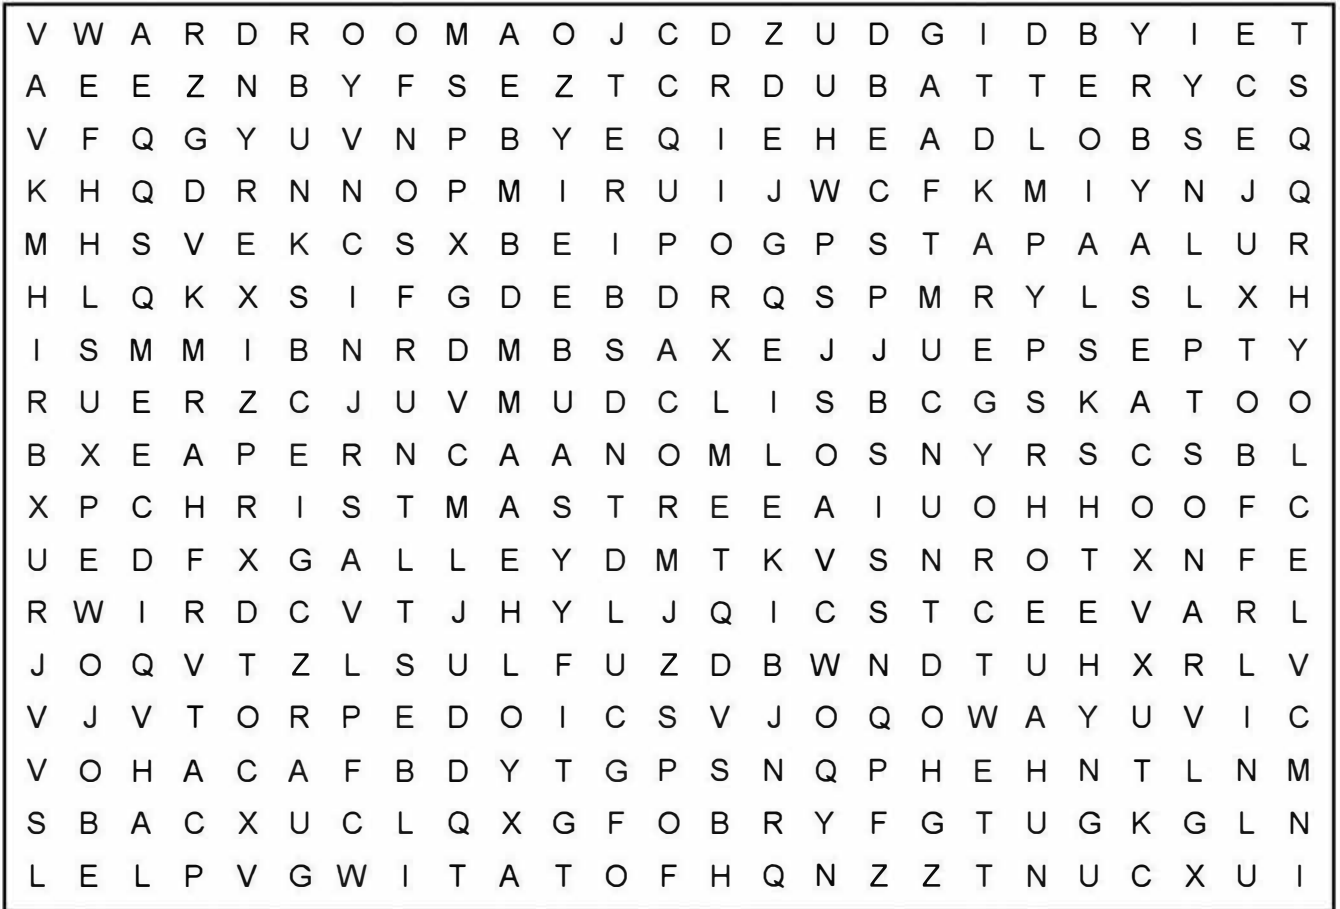 V W A R D R O O M A O J C D Z U D G I D B Y I E T
A E E Z N B Y F S E Z T C R D U B A T T E R Y C S
V F Q G Y U V N P B Y E Q I E H E A D L O B S E Q
K H Q D R N N O P M I R U I J W C F K M I Y N J Q
M H S V E K C S X B E I P O G P S T A P A A L U R
H L Q K X S I F G D E B D R Q S P M R Y L S L X H
I S M M I B N R D M B S A X E J J U E P S E P T Y
R U E R Z C J U V M U D C L I S B C G S K A T O O
B X E A P E R N C A A N O M L O S N Y R S C S B L
X P C H R I S T M A S T R E E A I U O H H O O F C
U E D F X G A L L E Y D M T K V S N R O T X N F E
R W I R D C V T J H Y L J Q I C S T C E E V A R L
J O Q V T Z L S U L F U Z D B W N D T U H X R L V
V J V T O R P E D O I C S V J O Q O W A Y U V I C
V O H A C A F B D Y T G P S N Q P H E H N T L N M
S B A C X U C L Q X G F O B R Y F G T U G K G L N
L E L P V G W I T A T O F H Q N Z Z T N U C X U I